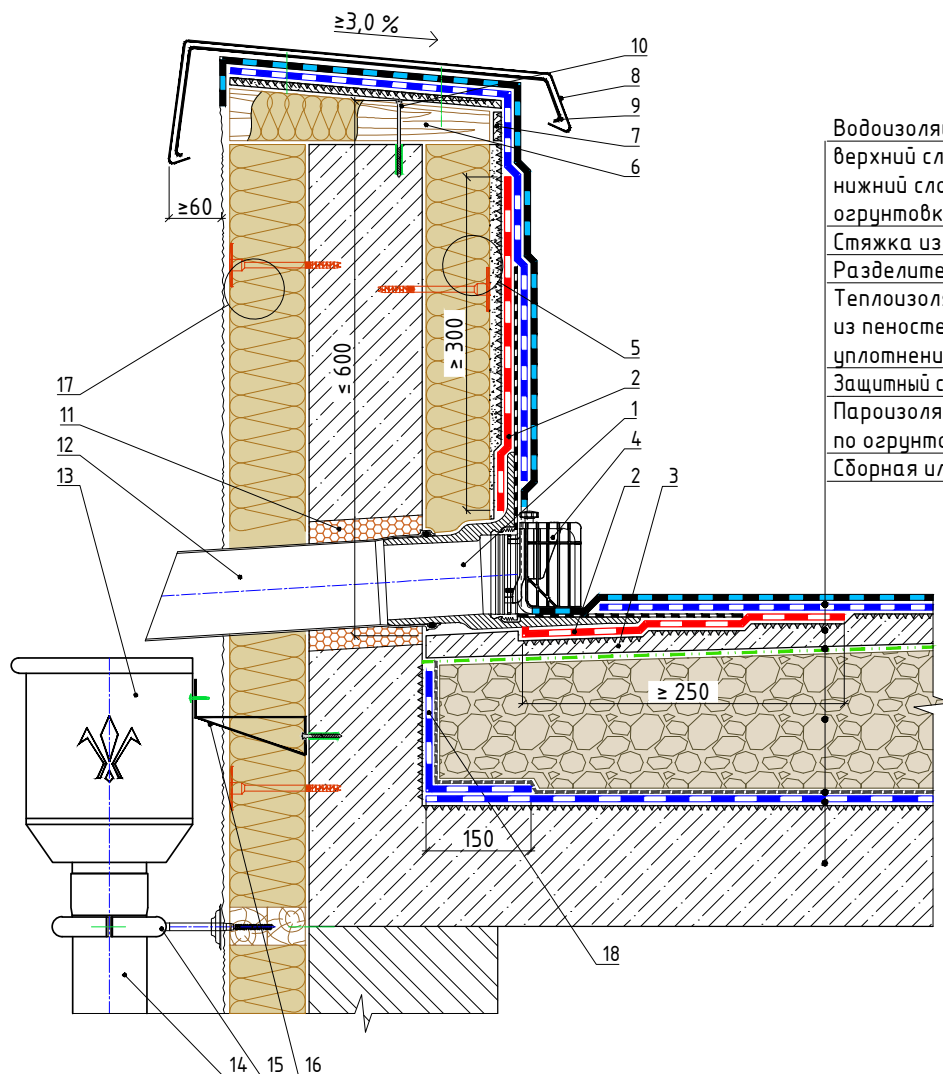 ≥3,0 %
10
8
9
7
6
Водоизоля
верхний сл
нижний сло
огрунтовк
Стяжка из
Разделите
Теплоизоля
из пеносте
уплотнени
Защитный с
Пароизоля
по огрунто
Сборная ил
≥60
≤600
≥300
5
17
2
11
1
12
4
13
2
3
≥ 250
150
18
14
15
16